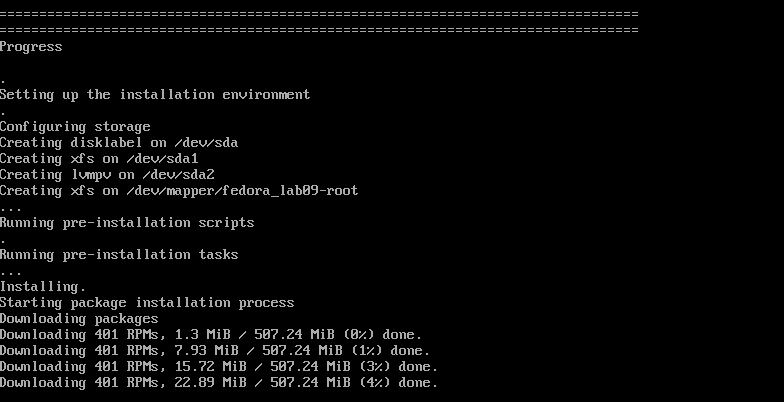 ================================================================================
================================================================================
Progress
.
Setting up the installation environment
.
Configuring storage
Creating disklabel on /dev/sda
Creating xfs on /dev/sda1
Creating lvmpv on /dev/sda2
Creating xfs on /dev/mapper/fedora_lab09-root
...
Running pre-installation scripts
.
Running pre-installation tasks
...
Installing.
Starting package installation process
Downloading packages
Downloading 401 RPMs, 1.3 MiB / 507.24 MiB (0%) done.
Downloading 401 RPMs, 7.93 MiB / 507.24 MiB (1%) done.
Downloading 401 RPMs, 15.72 MiB / 507.24 MiB (3%) done.
Downloading 401 RPMs, 22.89 MiB / 507.24 MiB (4%) done.